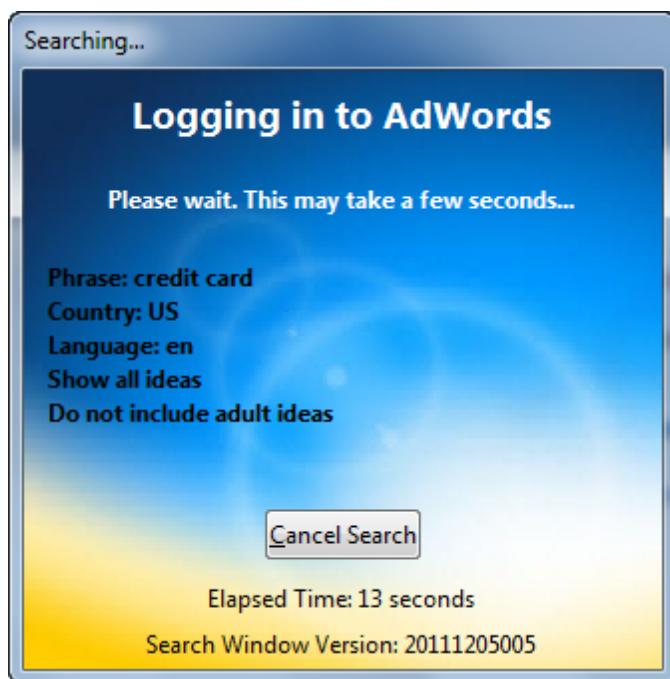 Searching...
Logging in to AdWords
Please wait. This may take a few seconds...
Phrase: credit card
Country: US
Language: en
Show all ideas
Do not include adult ideas
Cancel Search
Elapsed Time: 13 seconds
Search Window Version: 20111205005